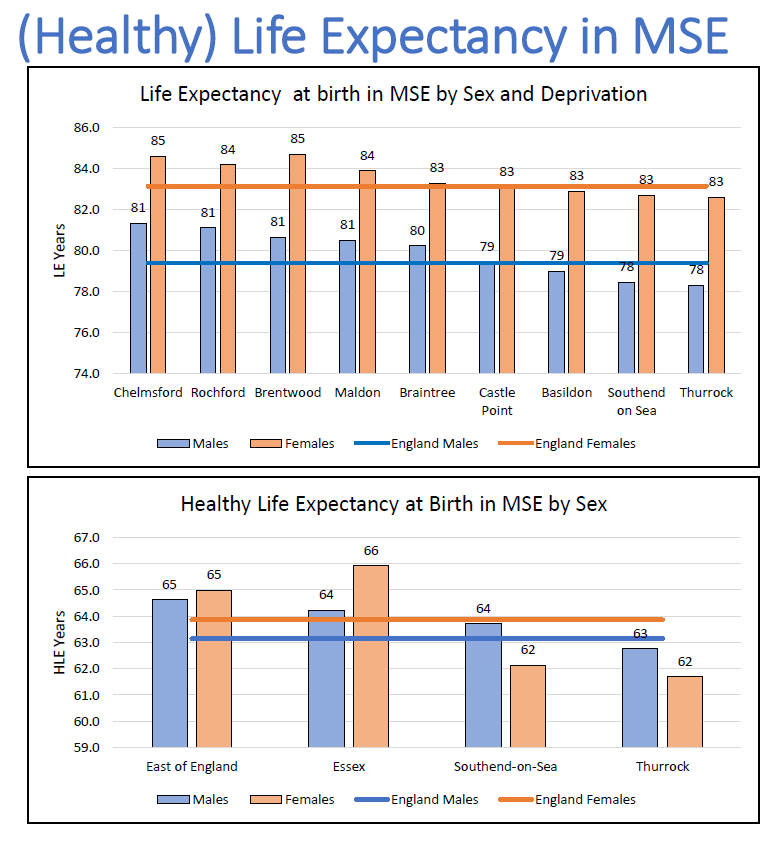 (Healthy) Life Expectancy in MSE
Life Expectancy at birth in MSE by Sex and Deprivation
LE Years
86.0
84.0
82.0
80.0
78.0
76.0
74.0
81 85 81 84 81 85 81 84 80 83 79 83 79 83 78 83 78 83
Chelmsford Rochford Brentwood Maldon Braintree Castle Basildon Southend Thurrock
Point on Sea
Males Females England Males England Females
Healthy Life Expectancy at Birth in MSE by Sex
HLE Years
67.0
66.0
65.0
64.0
63.0
62.0
61.0
60.0
59.0
65 65 64 66 64 62 63 62
East of England Essex Southend-on-Sea Thurrock
Males Females England Males England Females